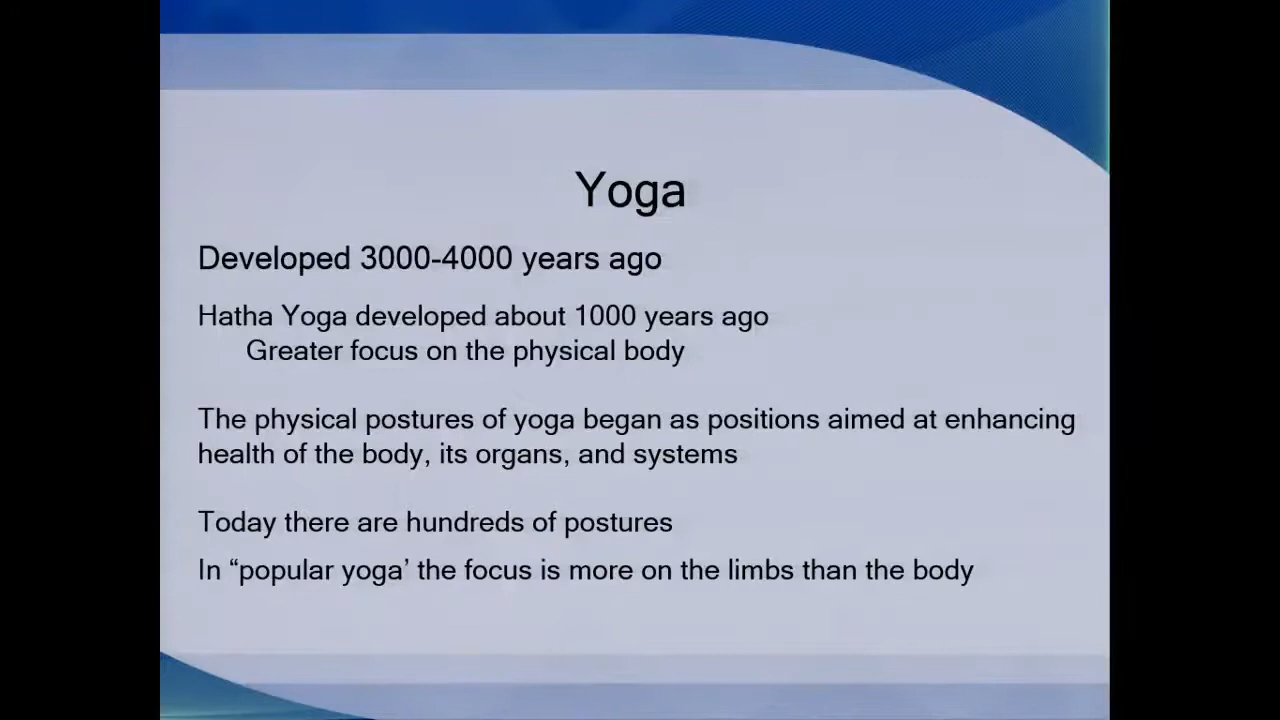 Yoga
Developed 3000-4000 years ago
Hatha Yoga developed about 1000 years ago
Greater focus on the physical body
The physical postures of yoga began as positions aimed at enhancing
health of the body, its organs, and systems
Today there are hundreds of postures
In “popular yoga’ the focus is more on the limbs than the body